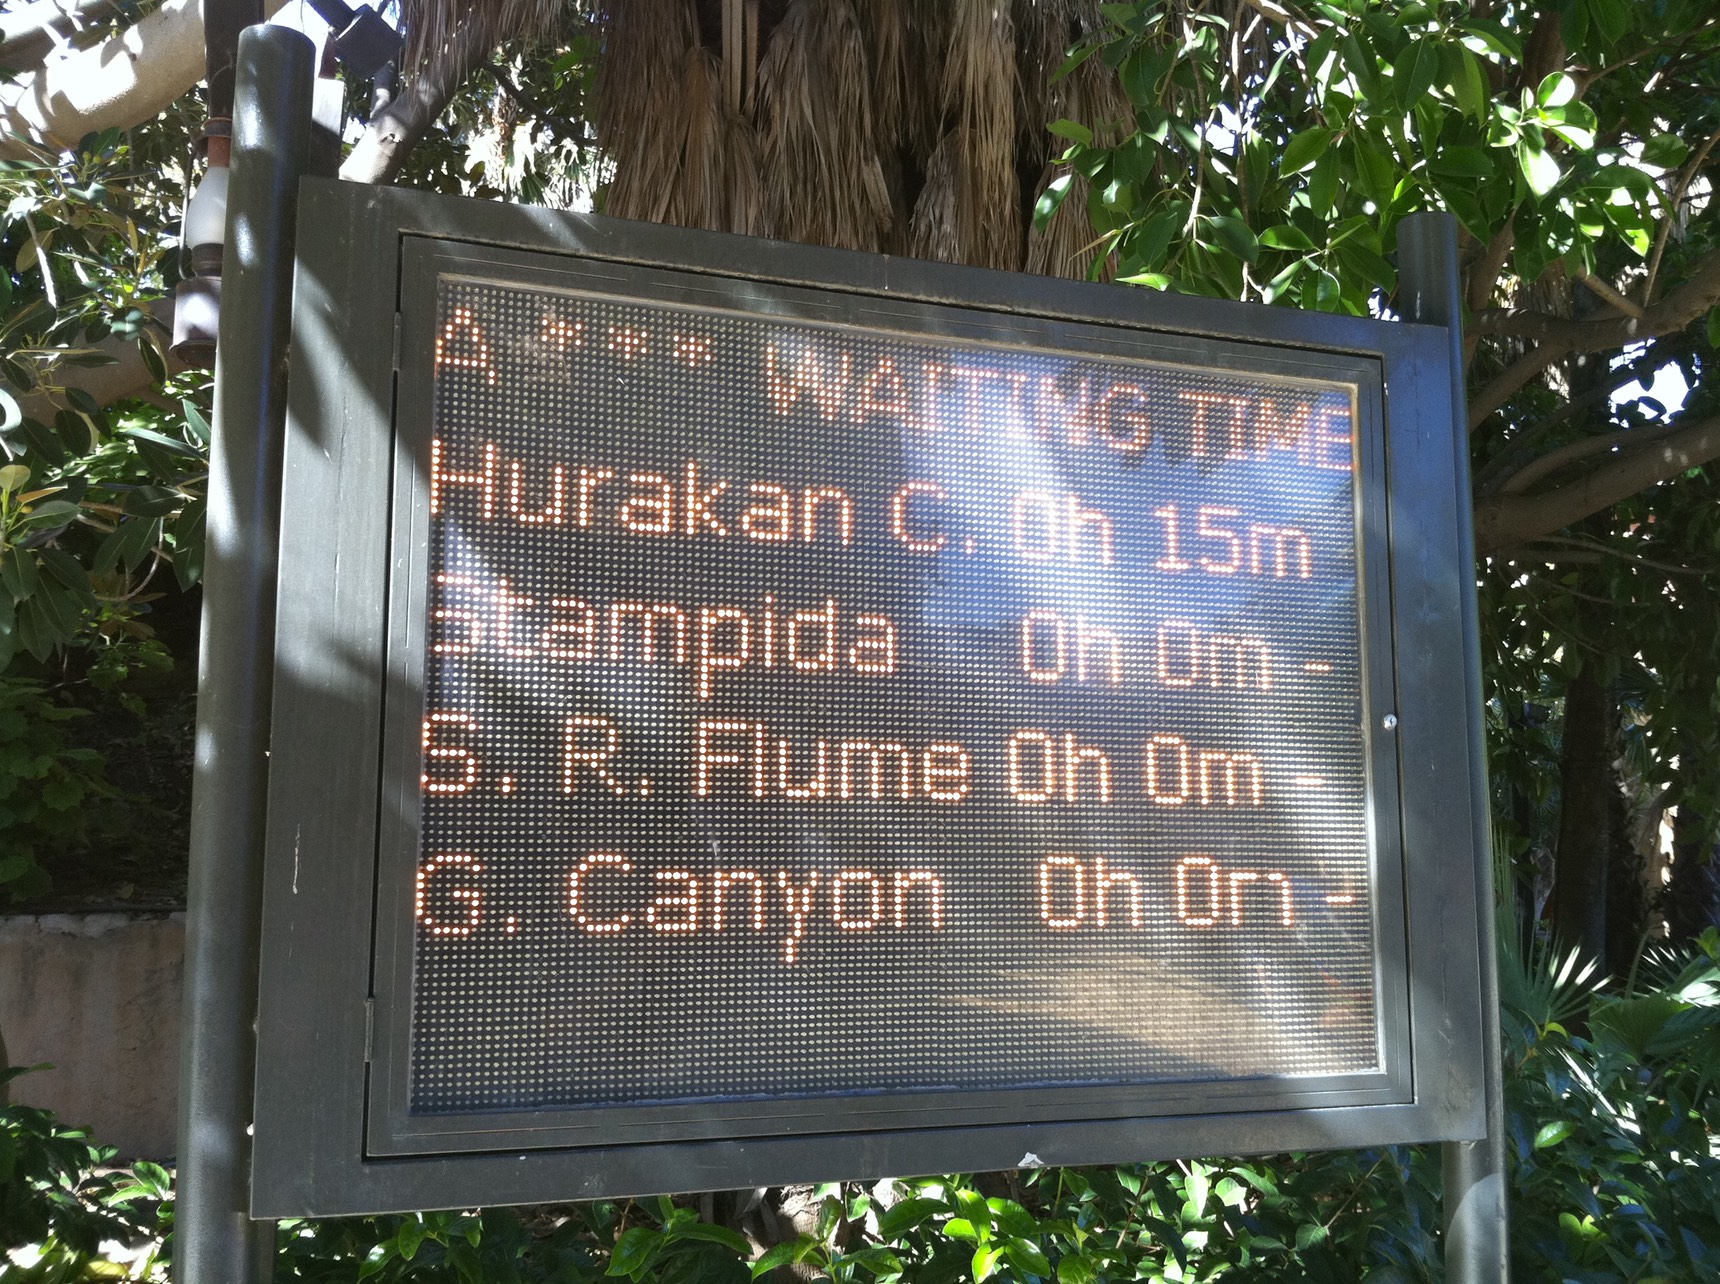 A *** WAITING TIME
Hurakan C. 0h 15m
Stampida 0h 0m -
S. R. Flume 0h 0m -
G. Canyon 0h 0m -